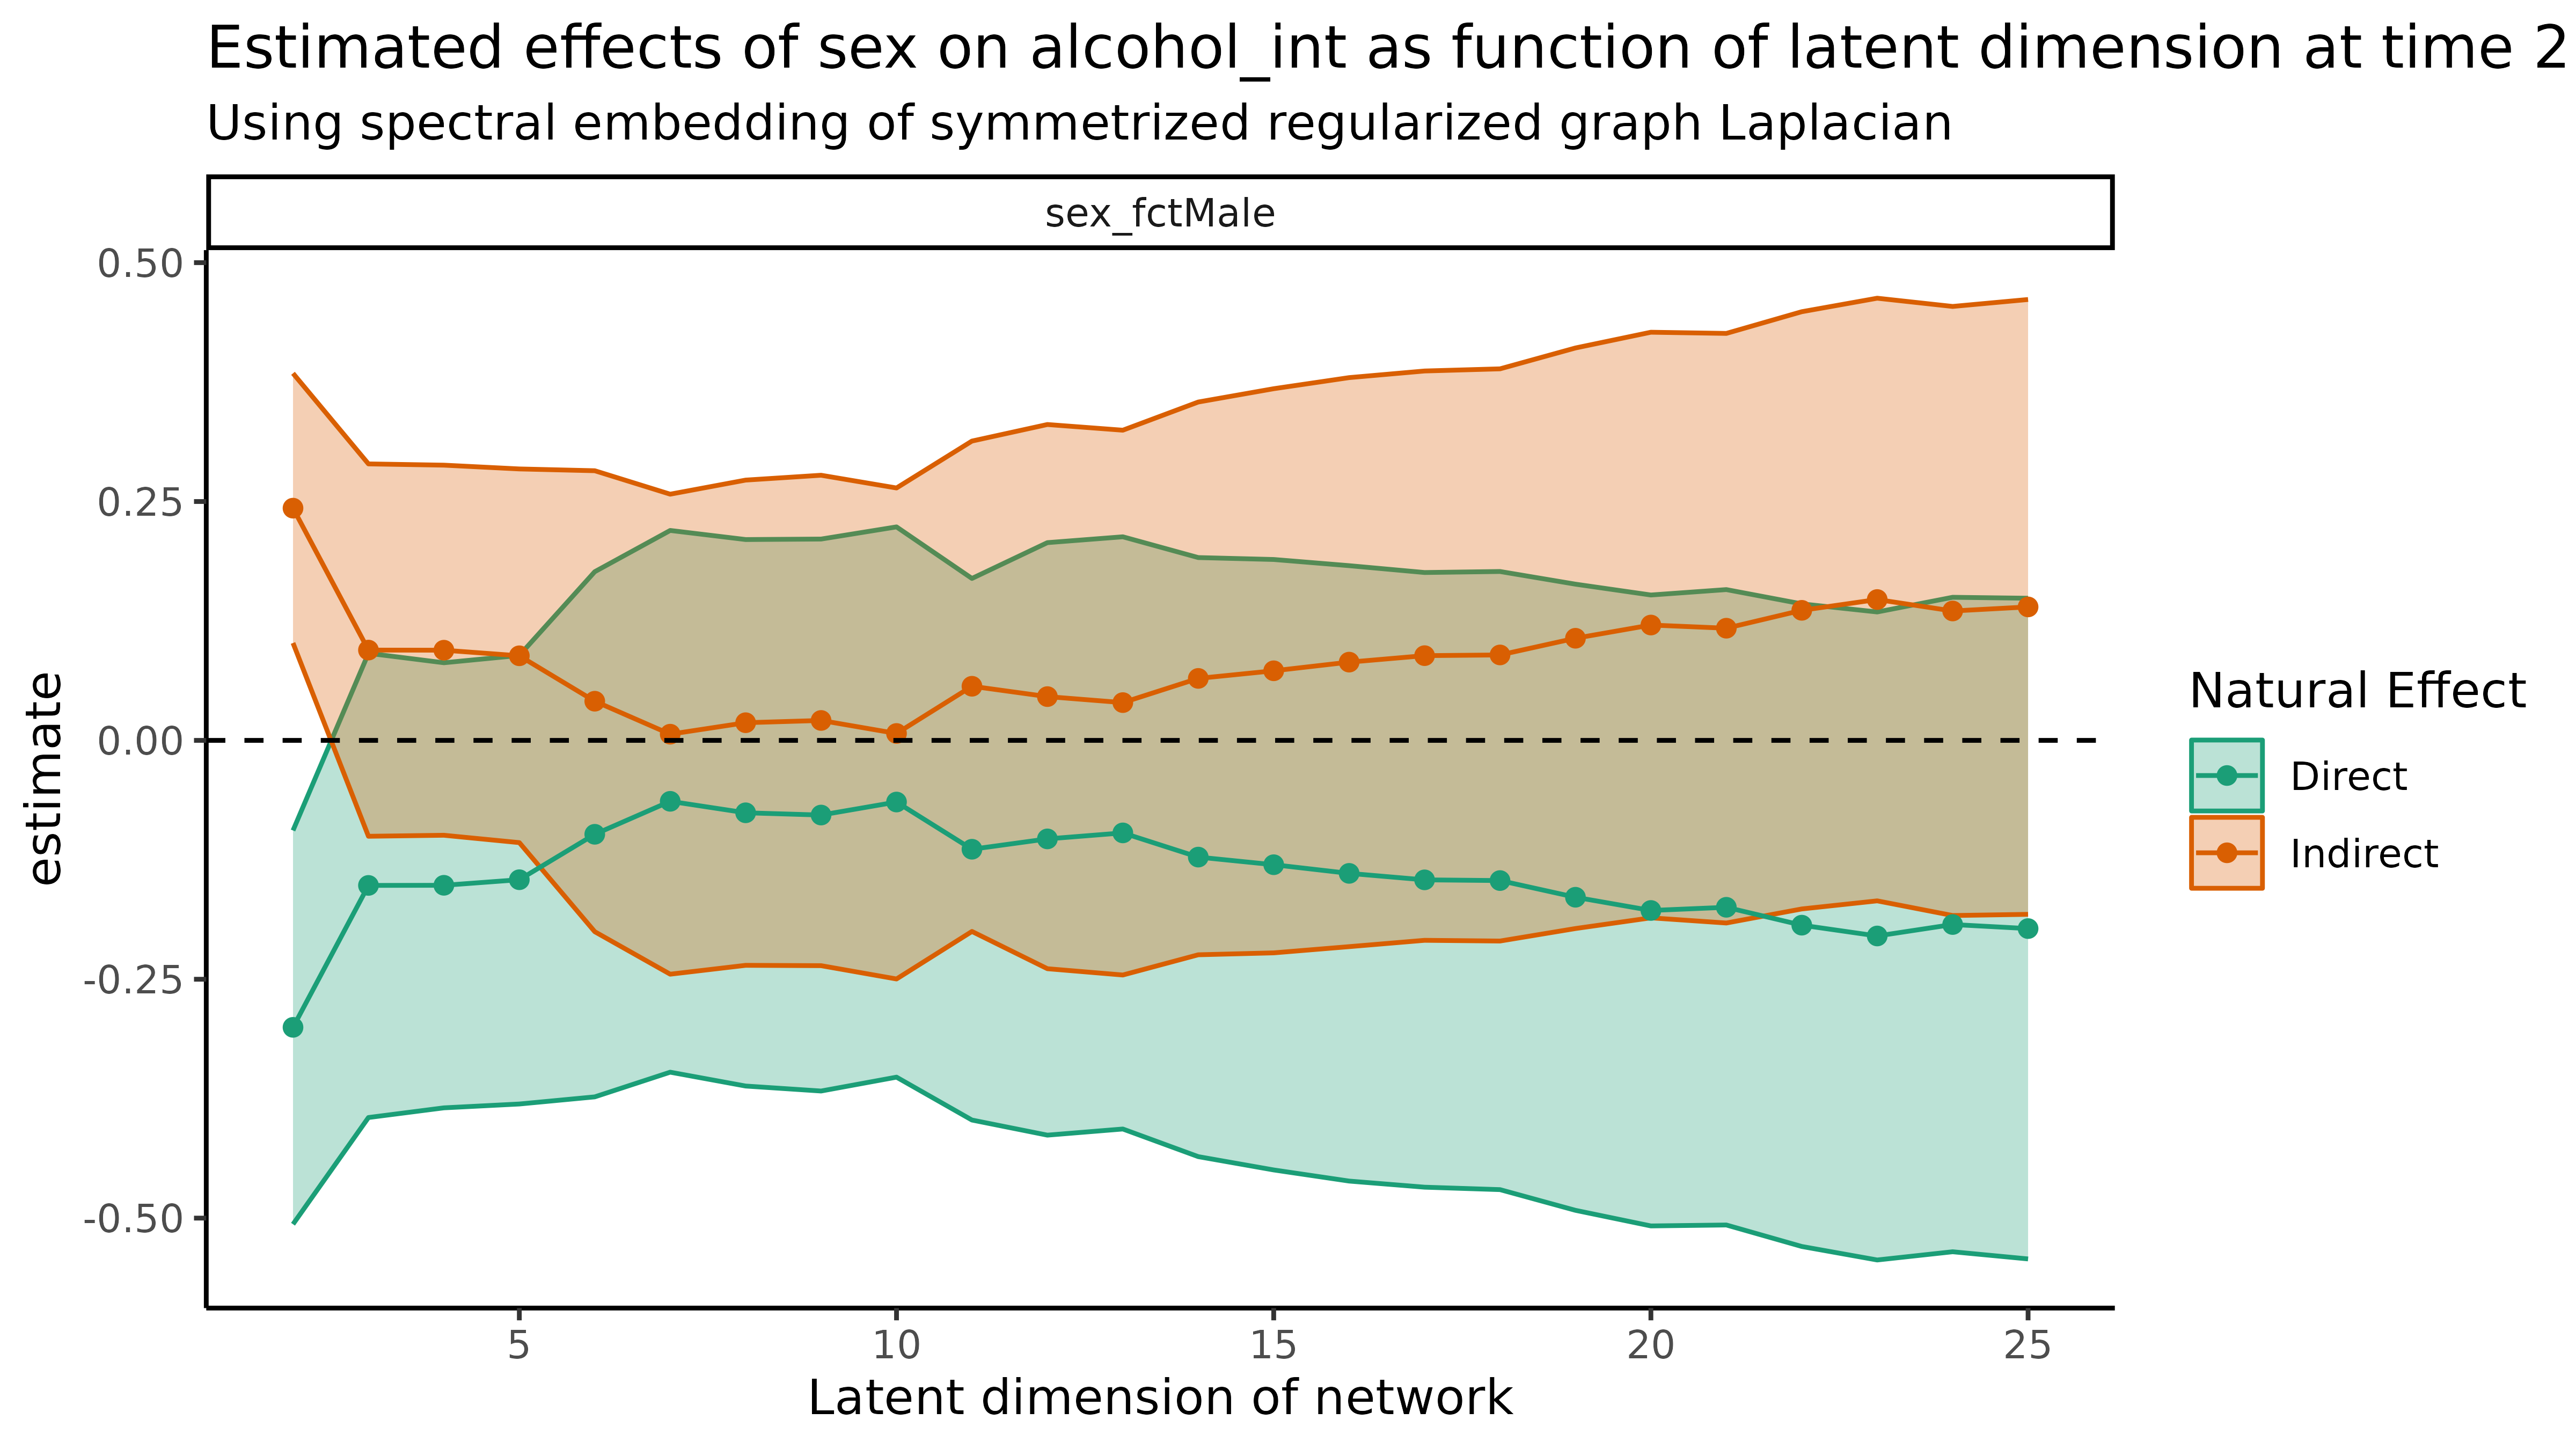 Estimated effects of sex on alcohol_int as function of latent dimension at time 2
Using spectral embedding of symmetrized regularized graph Laplacian
sex_fctMale
0.50
0.25
0.00
-0.25
-0.50
estimate
5
10
15
20
25
Latent dimension of network
Natural Effect
Direct
Indirect